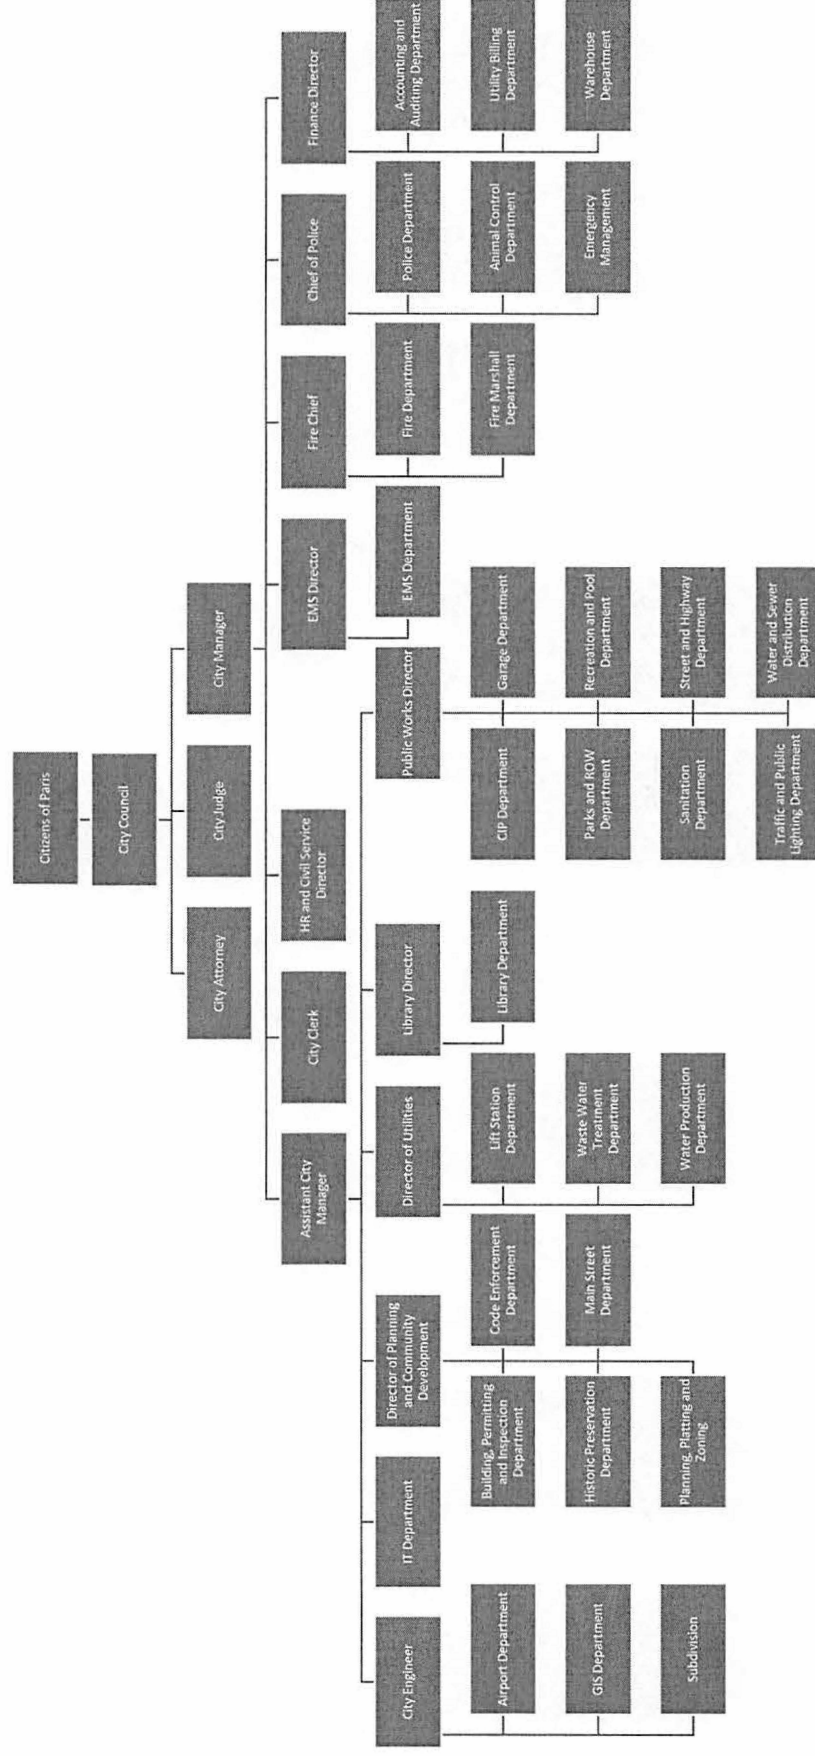 Citizens of Paris
City Council
City Attorney
City Judge
City Manager
Assistant City
Manager
City Clerk
HR and Civil Service
Director
EMS Director
Fire Chief
Chief of Police
Finance Director
City Engineer
IT Department
Director of Planning
and Community
Development
Director of Utilities
Library Director
Public Works Director
EMS Department
Fire Department
Police Department
Accounting and
Auditing Department
Airport Department
Building, Permitting
and Inspection
Department
Code Enforcement
Department
Lift Station
Department
Library Department
CIP Department
Garage Department
Fire Marshall
Department
Animal Control
Department
Utility Billing
Department
GIS Department
Historic Preservation
Department
Main Street
Department
Waste Water
Treatment
Department
Parks and ROW
Department
Recreation and Pool
Department
Emergency
Management
Warehouse
Department
Subdivision
Planning, Platting and
Zoning
Water Production
Department
Sanitation
Department
Street and Highway
Department
Traffic and Public
Lighting Department
Water and Sewer
Distribution
Department